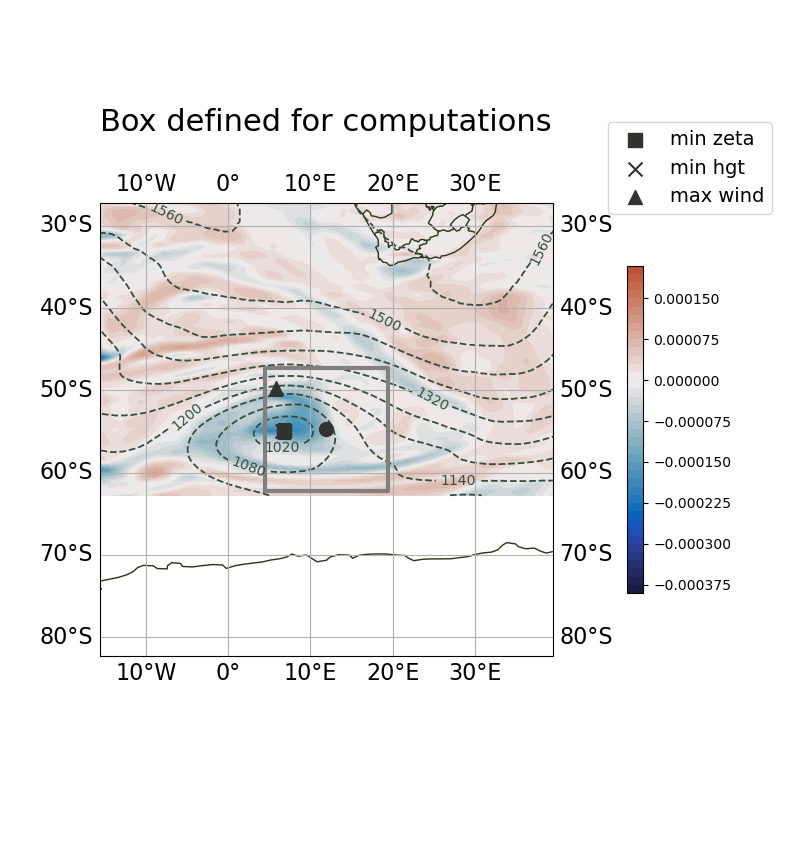 Box defined for computations
min zeta
min hgt
max wind
10°W 0° 10°E 20°E 30°E
30°S 30°S
40°S 40°S
50°S 50°S
60°S 60°S
70°S 70°S
80°S 80°S
10°W 0° 10°E 20°E 30°E
1560
1560
1500
1320
1200
1020
1080
1140
0.000150
0.000075
0.000000
−0.000075
−0.000150
−0.000225
−0.000300
−0.000375